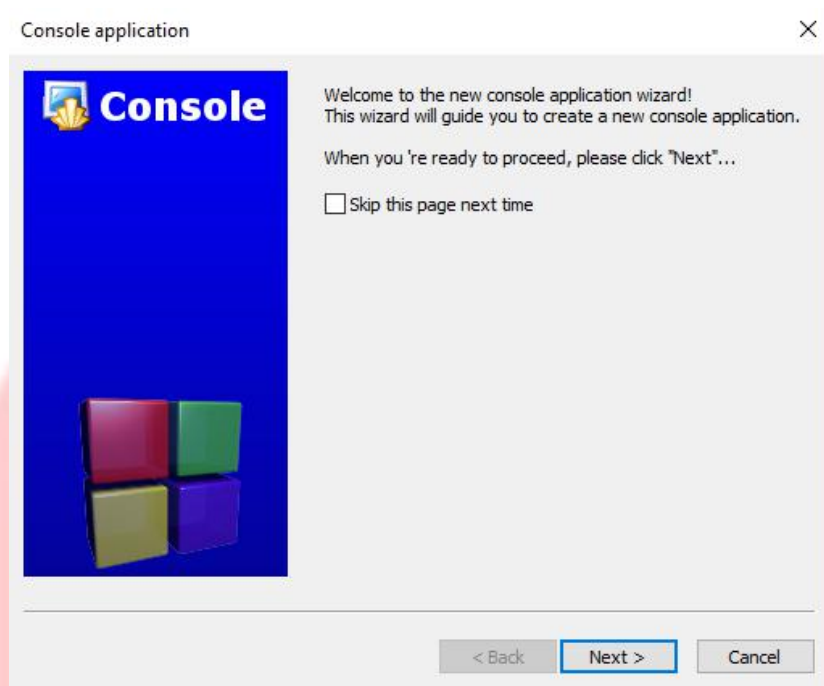 Console application
Console
Welcome to the new console application wizard!
This wizard will guide you to create a new console application.
When you 're ready to proceed, please click "Next"...
Skip this page next time
< Back
Next >
Cancel